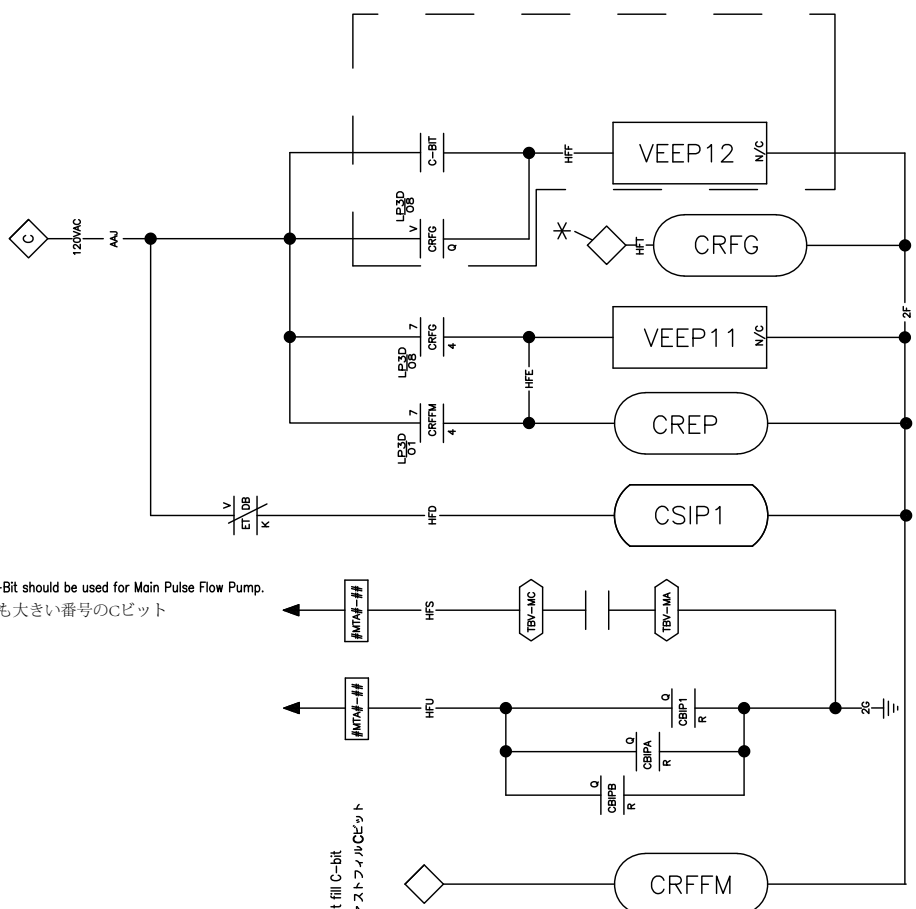 C-BIT
HFF
VEEP12
N/C
LP3D
08
V
CRFG
Q
C
120VAC
AAJ
HFT
CRFG
7
CRFG
4
LP3D
08
VEEP11
N/C
2F
HFE
7
CRFFM
4
LP3D
01
CREP
V
ET DB
K
HFD
CSIP1
-Bit should be used for Main Pulse Flow Pump.
も大きい番号のCビット
#MTA#-##
HFS
TBV-MC
TBV-MA
#MTA#-##
HFU
Q
CBIP1
R
2G
Q
CBIPA
R
Q
CBIPB
R
t fill C-bit
ァストフィルCビット
CRFFM